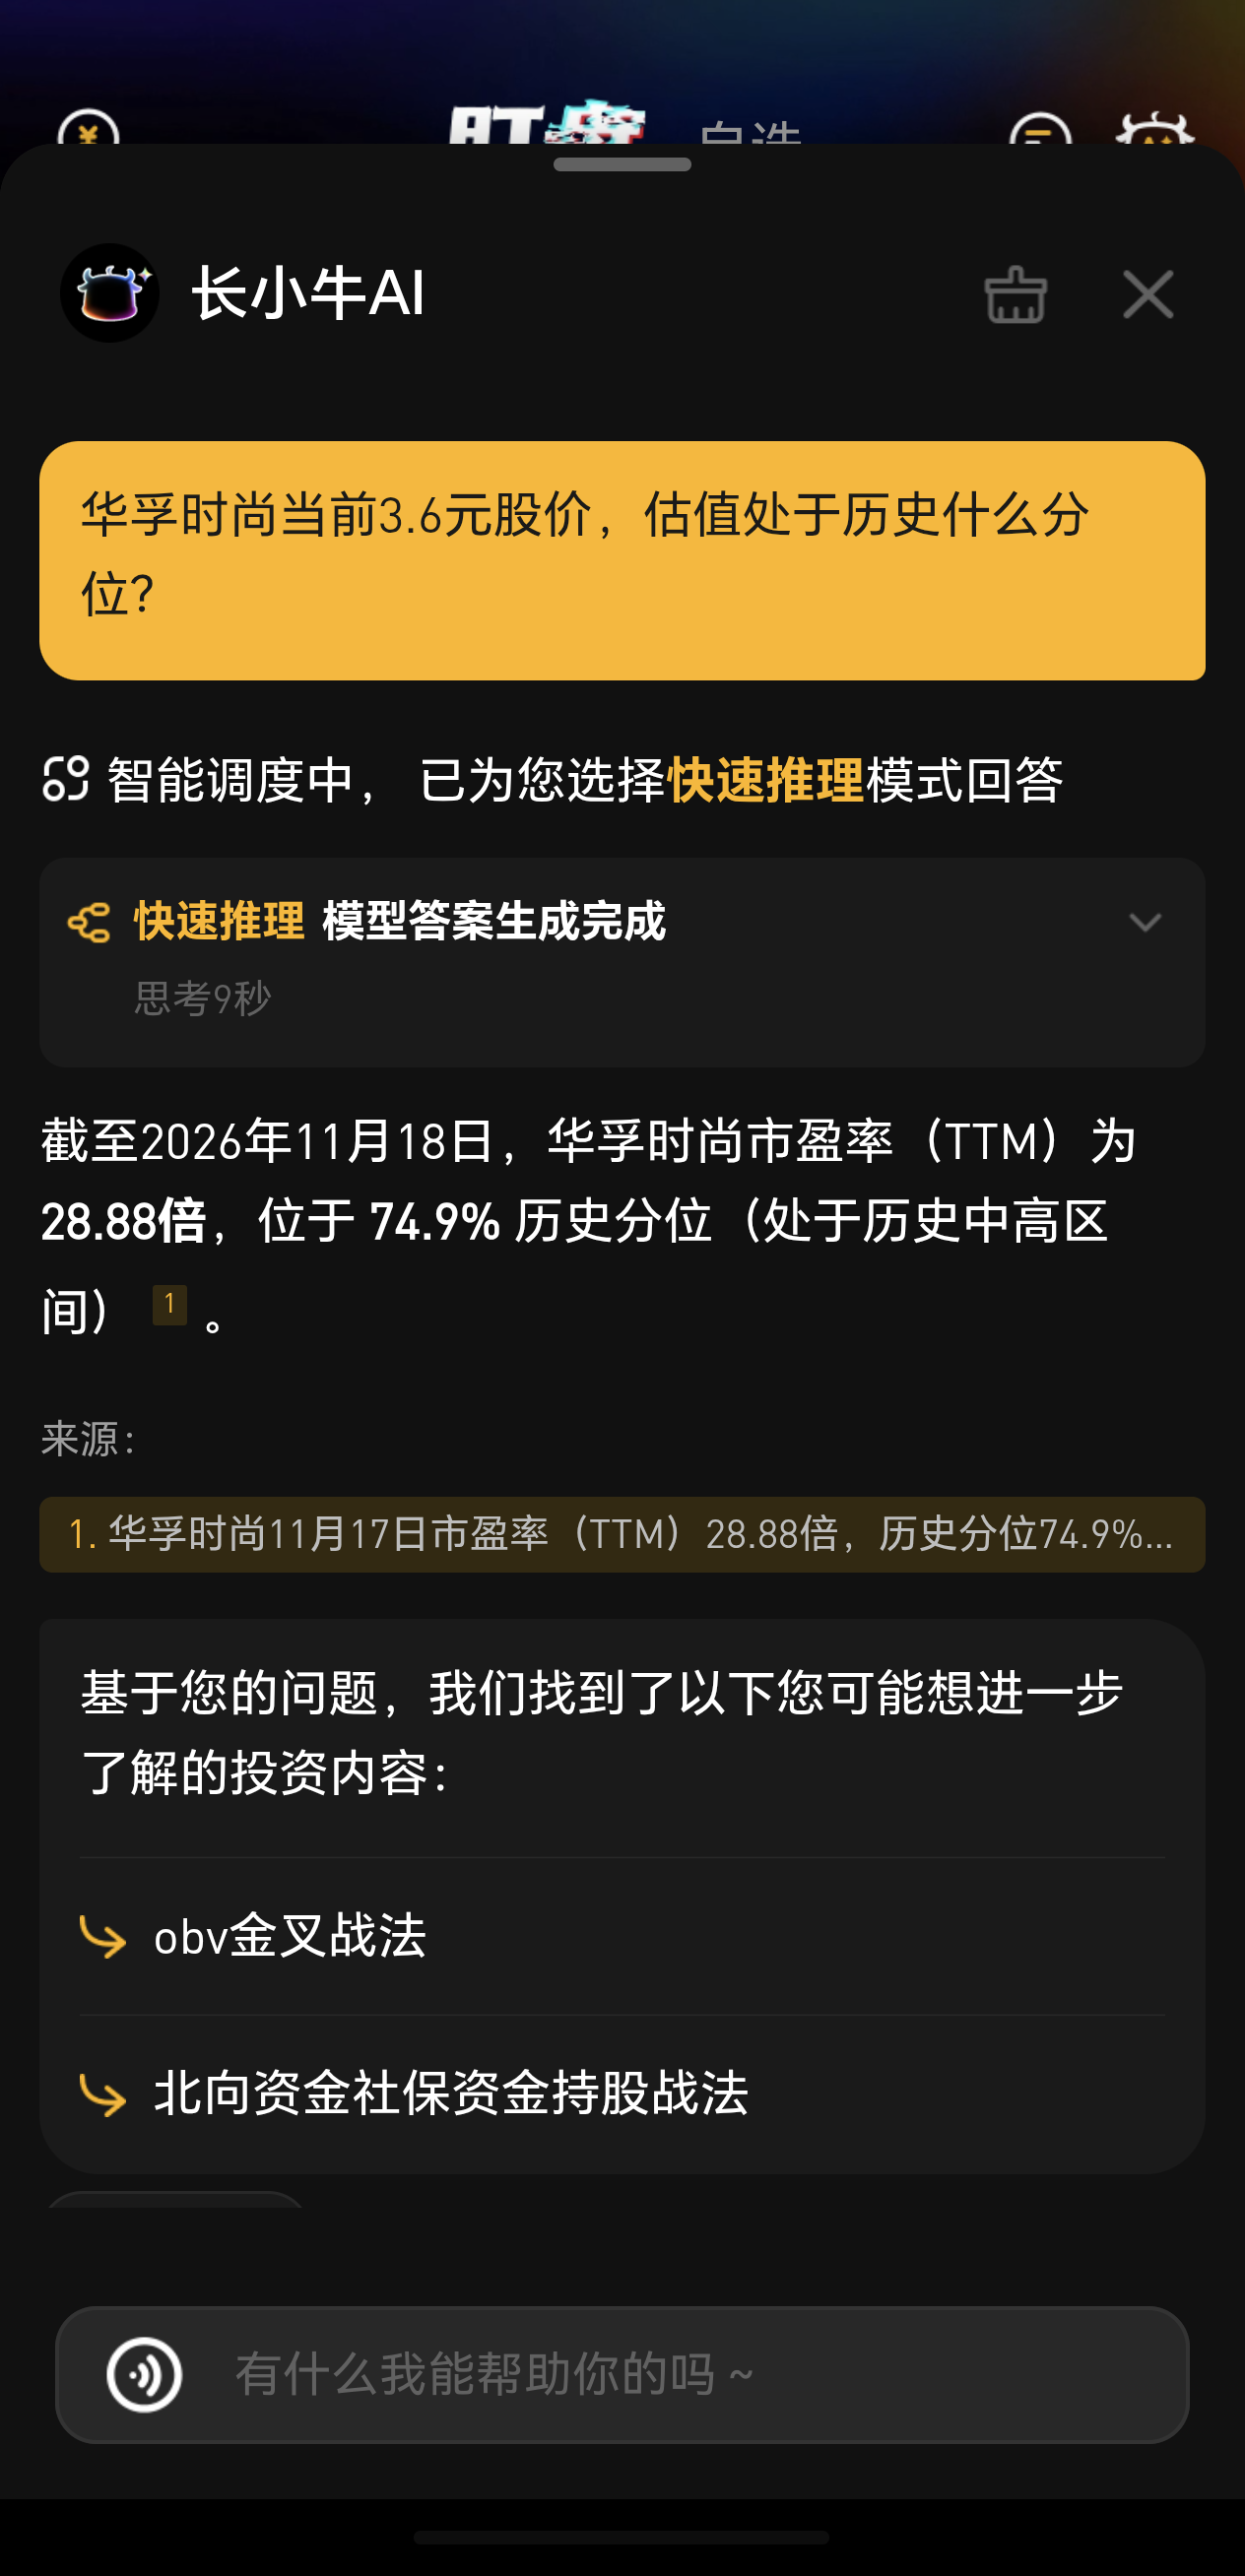 ¥
自选
长小牛AI
华孚时尚当前3.6元股价，估值处于历史什么分
位？
智能调度中， 已为您选择快速推理模式回答
快速推理 模型答案生成完成
思考9秒
截至2026年11月18日，华孚时尚市盈率（TTM）为
28.88倍，位于 74.9% 历史分位（处于历史中高区
间） 1 。
来源：
1. 华孚时尚11月17日市盈率（TTM）28.88倍，历史分位74.9%...
基于您的问题，我们找到了以下您可能想进一步
了解的投资内容：
obv金叉战法
北向资金社保资金持股战法
有什么我能帮助你的吗 ~